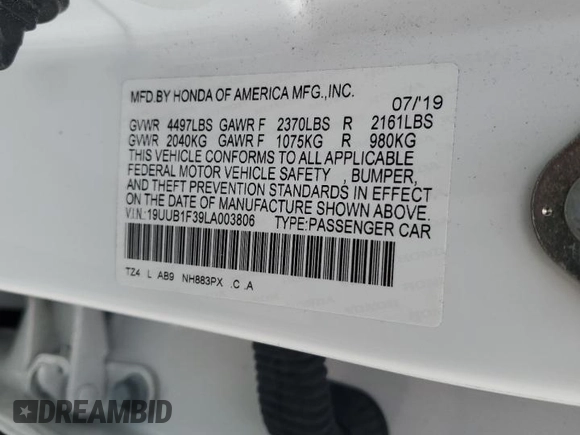 MFD.BY HONDA OF AMERICA MFG.,INC.
07/'19
GVWR 4497LBS GAWR F 2370LBS R 2161LBS
GVWR 2040KG GAWR F 1075KG R 980KG
THIS VEHICLE CONFORMS TO ALL APPLICABLE
FEDERAL MOTOR VEHICLE SAFETY , BUMPER,
AND THEFT PREVENTION STANDARDS IN EFFECT
ON THE DATE OF MANUFACTURE SHOWN ABOVE.
V.I.N.:19UUB1F39LA003806 TYPE:PASSENGER CAR
TZ4 L AB9 NH883PX .C .A
DREAMBID